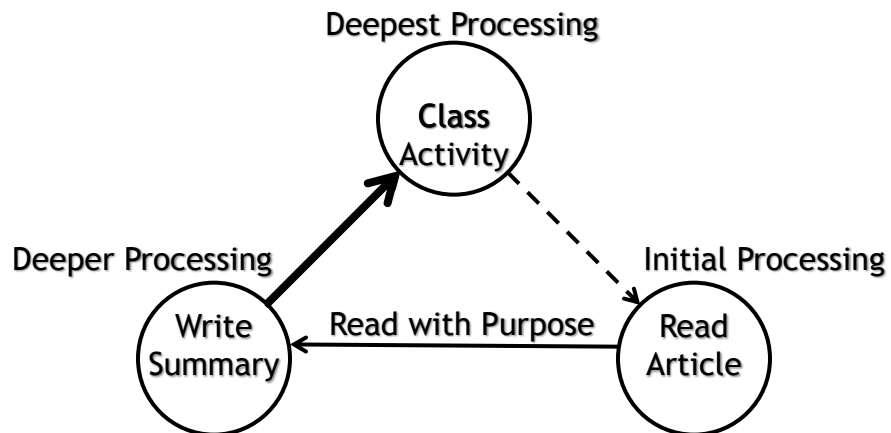 Deepest Processing
Class
Activity
Deeper Processing
Initial Processing
Write
Summary
Read with Purpose
Read
Article